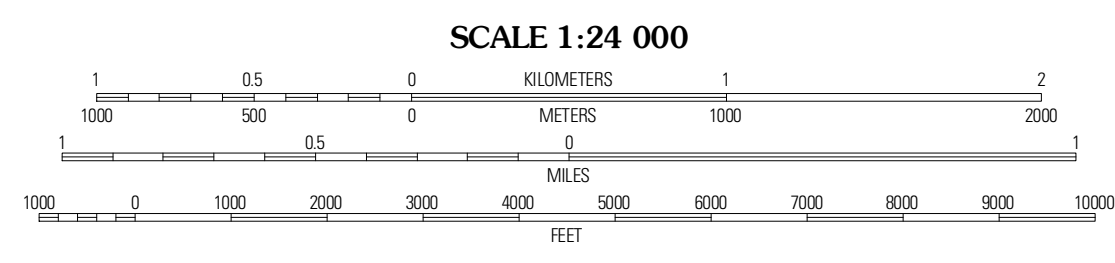 SCALE 1:24 000
1 0.5 0 KILOMETERS 1 2
1000 500 0 METERS 1000 2000
1 0.5 0 1
MILES
1000 0 1000 2000 3000 4000 5000 6000 7000 8000 9000 10000
FEET